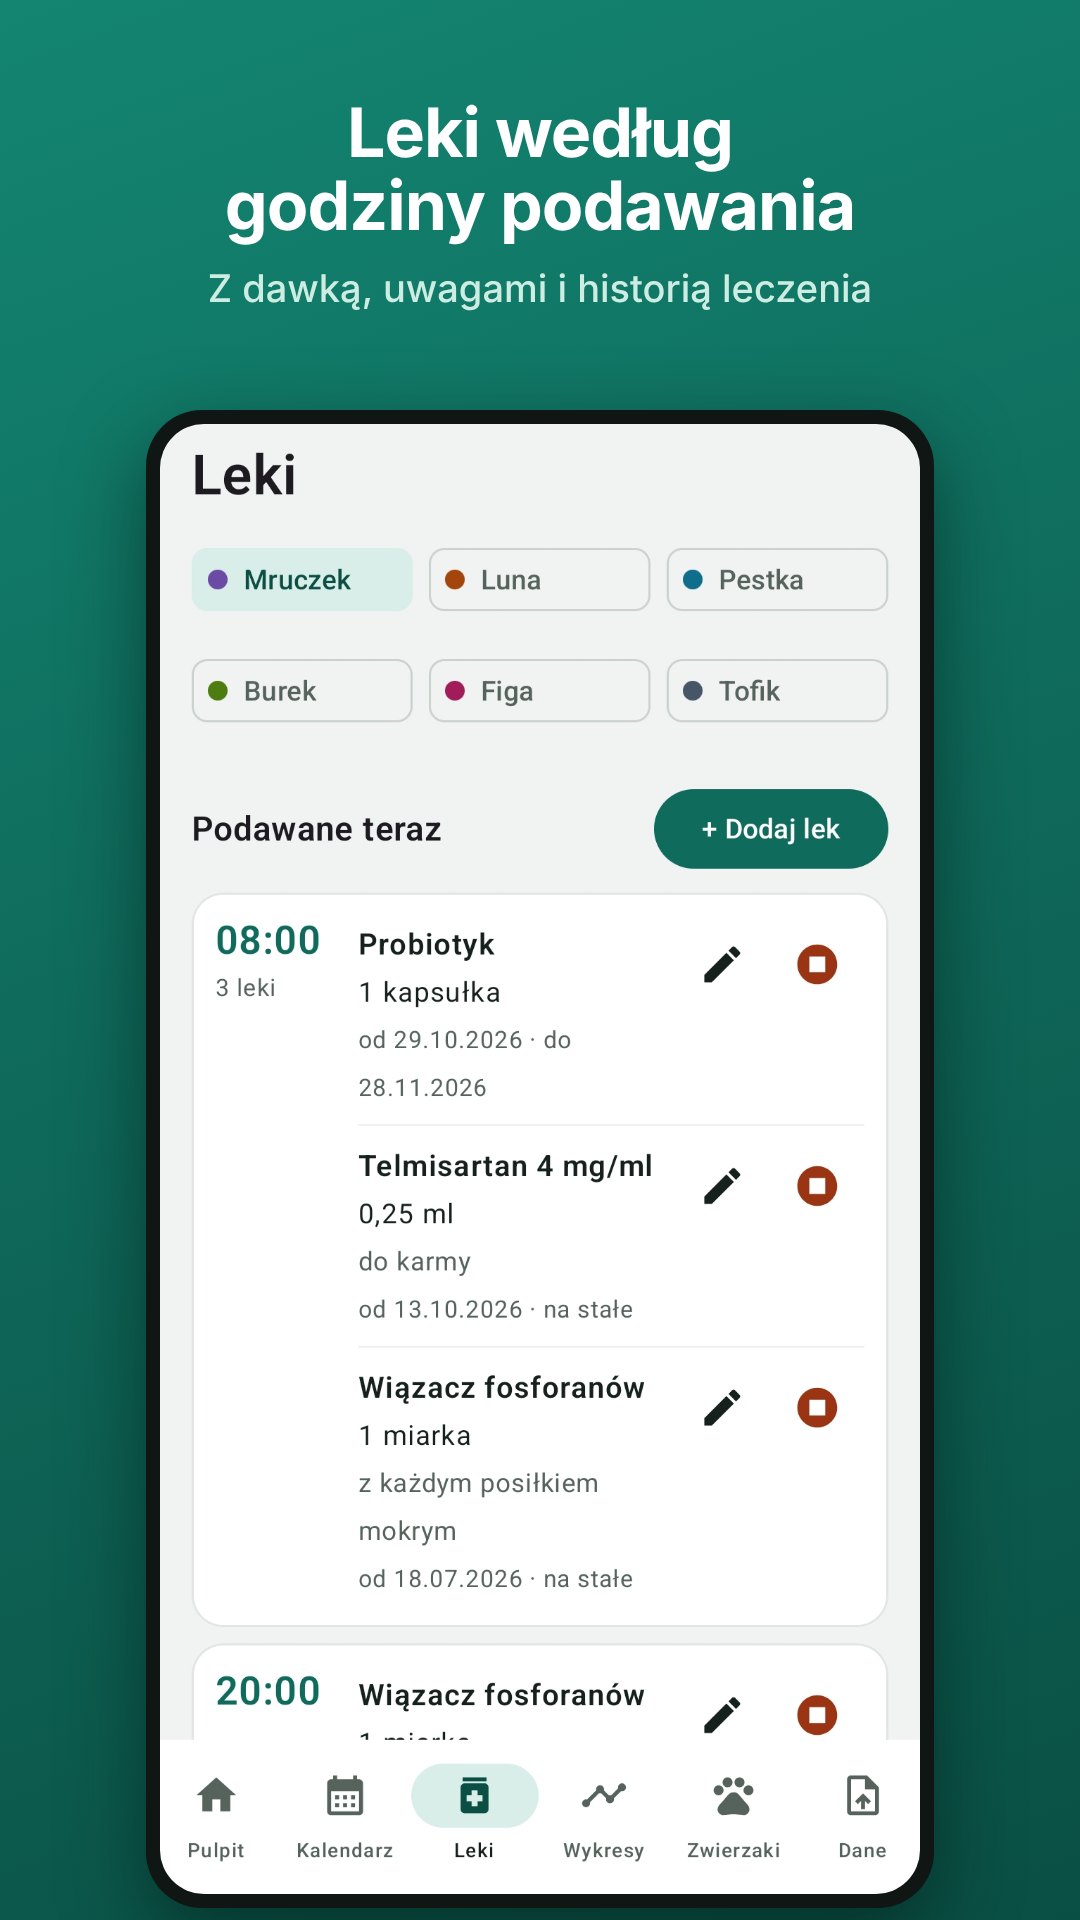 Leki według
godziny podawania
Z dawką, uwagami i historią leczenia
Leki
Mruczek
Luna
Pestka
Burek
Figa
Tofik
Podawane teraz
+ Dodaj lek
08:00
3 leki
Probiotyk
1 kapsułka
od 29.10.2026 · do
28.11.2026
Telmisartan 4 mg/ml
0,25 ml
do karmy
od 13.10.2026 · na stałe
Wiązacz fosforanów
1 miarka
z każdym posiłkiem
mokrym
od 18.07.2026 · na stałe
20:00
Wiązacz fosforanów
1 miarka
Pulpit
Kalendarz
Leki
Wykresy
Zwierzaki
Dane